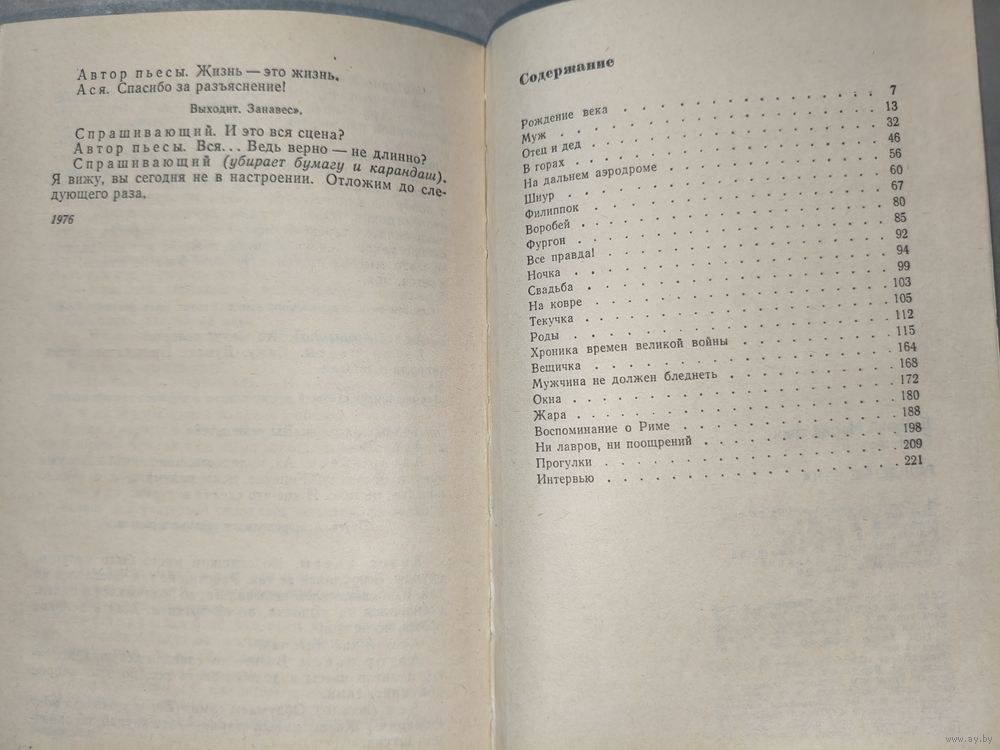 Автор пьесы. Жизнь — это жизнь.
Ася. Спасибо за разъяснение!
Выходит. Занавес».
Спрашивающий. И это вся сцена?
Автор пьесы. Вся... Ведь верно — не длинно?
Спрашивающий (убирает бумагу и карандаш).
Я вижу, вы сегодня не в настроении. Отложим до сле-
дующего раза.
1976
Содержание
Рождение века . . . . . . . . . . . . . . 7
Муж . . . . . . . . . . . . . . . . . 13
Отец и дед . . . . . . . . . . . . . . . 32
В горах . . . . . . . . . . . . . . . . 46
На дальнем аэродроме . . . . . . . . . . . 56
Шнур . . . . . . . . . . . . . . . . . 60
Филиппок . . . . . . . . . . . . . . . . 67
Воробей . . . . . . . . . . . . . . . . 80
Фургон . . . . . . . . . . . . . . . . 85
Все правда! . . . . . . . . . . . . . . . 92
Ночка . . . . . . . . . . . . . . . . . 94
Свадьба . . . . . . . . . . . . . . . . 99
На ковре . . . . . . . . . . . . . . . . 103
Текучка . . . . . . . . . . . . . . . . 105
Роды . . . . . . . . . . . . . . . . . 112
Хроника времен великой войны . . . . . . . . 115
Вещичка . . . . . . . . . . . . . . . . 164
Мужчина не должен бледнеть . . . . . . . . . 168
Окна . . . . . . . . . . . . . . . . . 172
Жара . . . . . . . . . . . . . . . . . 180
Воспоминание о Риме . . . . . . . . . . . . 188
Ни лавров, ни поощрений . . . . . . . . . . 198
Прогулки . . . . . . . . . . . . . . . . 209
Интервью . . . . . . . . . . . . . . . . 221
www.ay.by